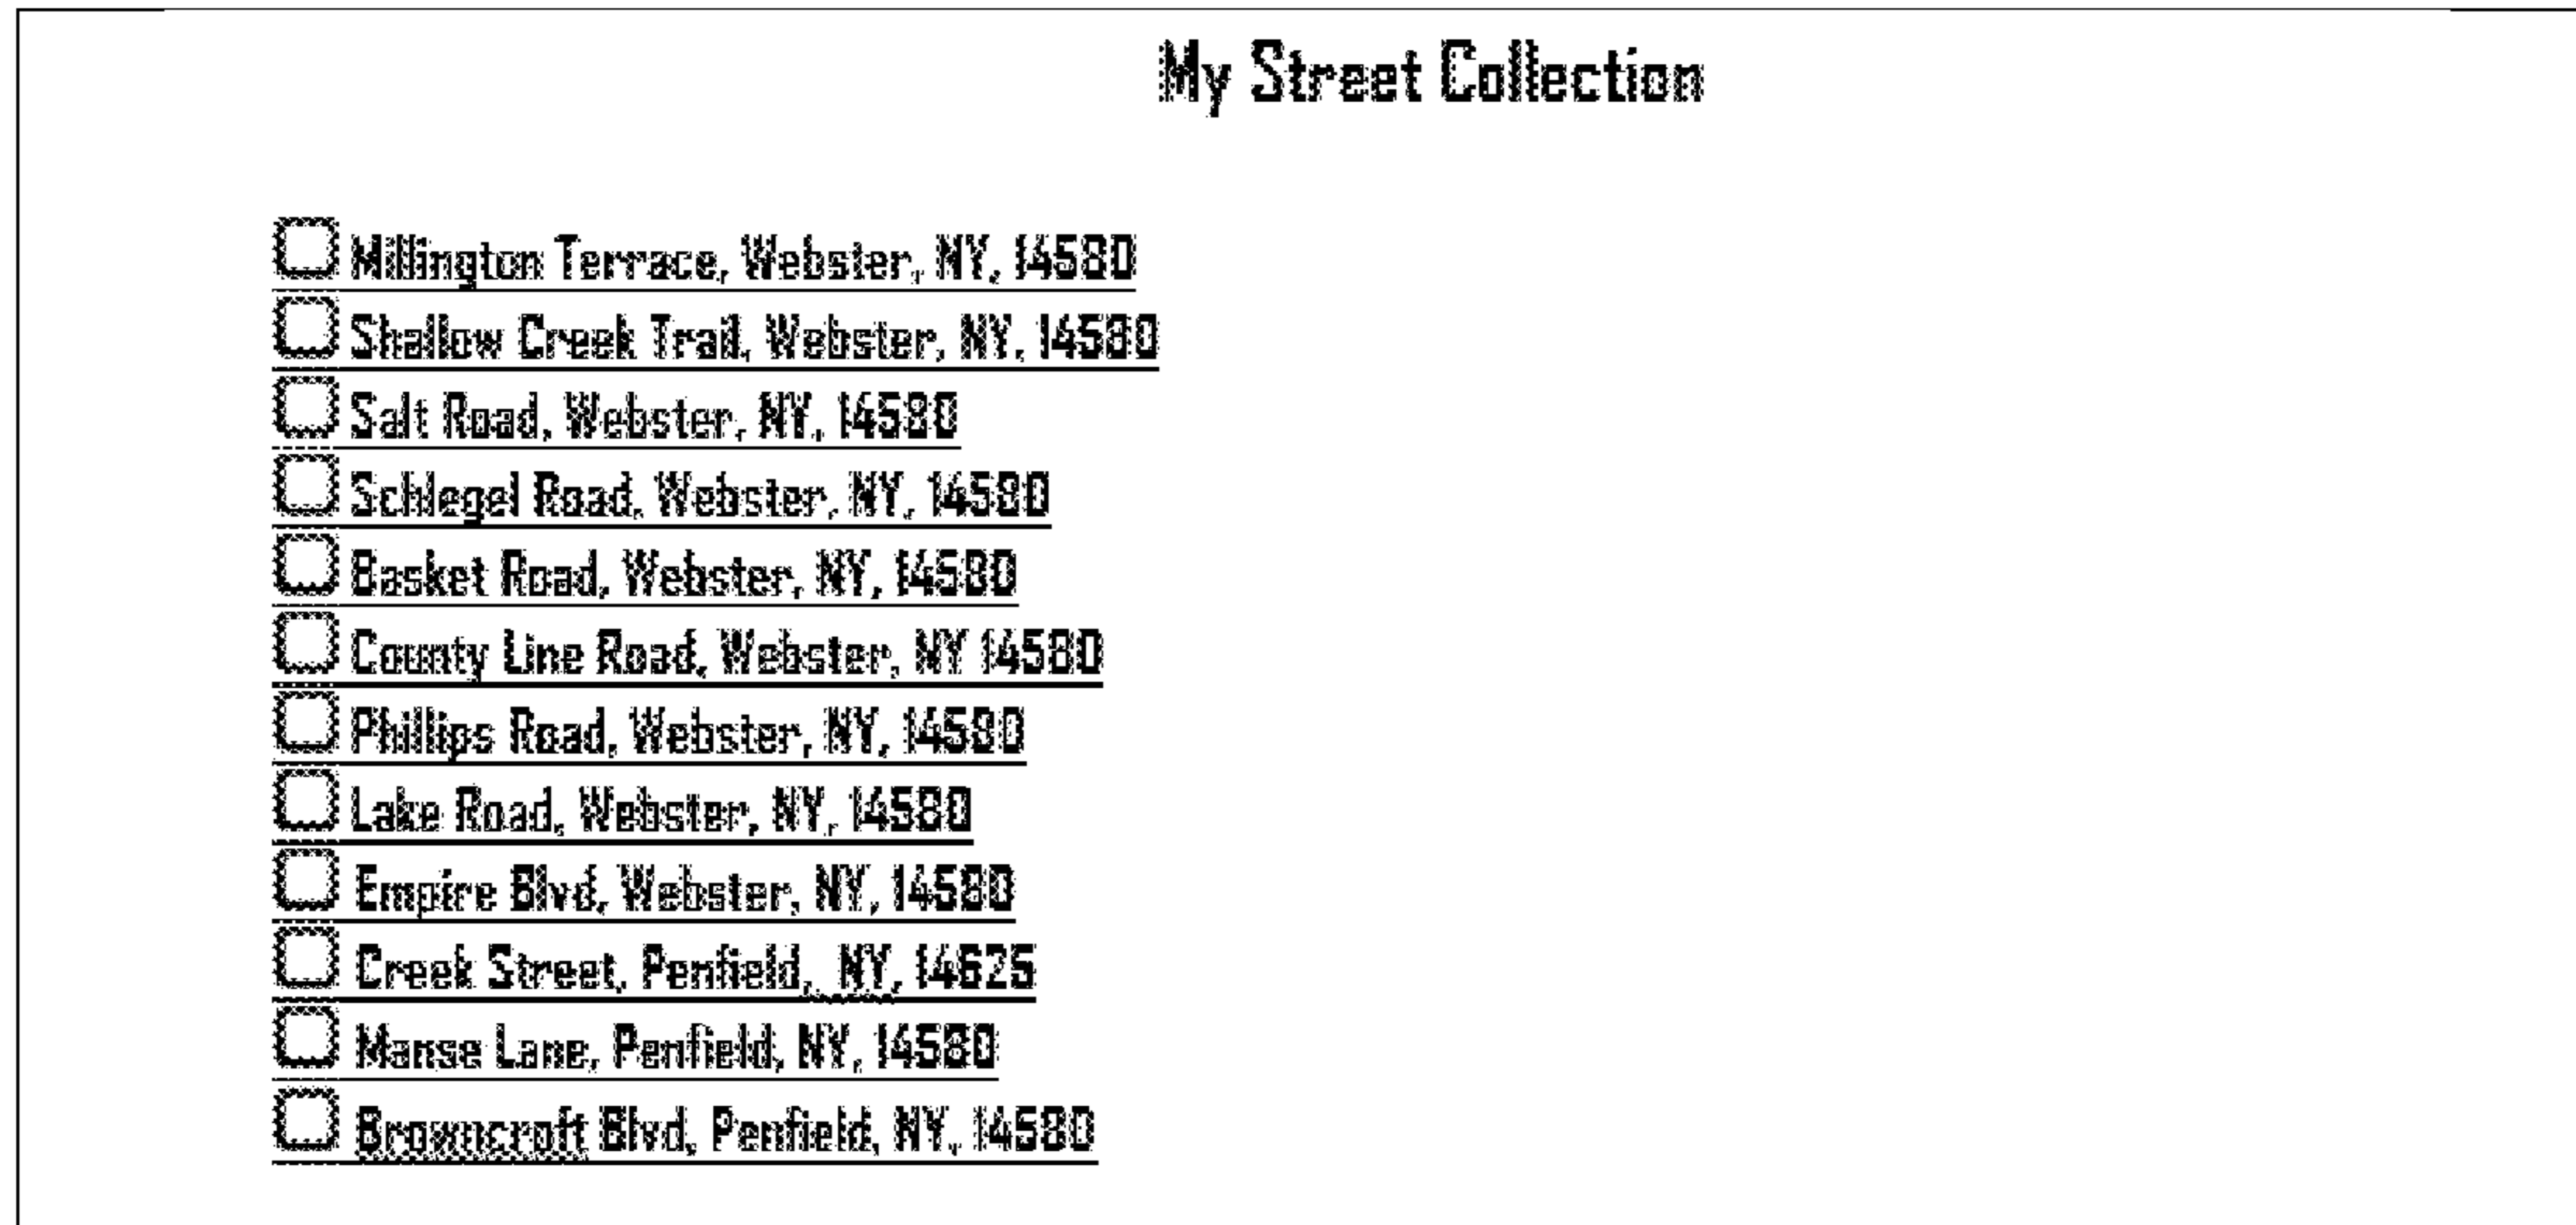 My Street Collection
Millington Terrace, Webster, NY, 14580
Shallow Creek Trail, Webster, NY, 14580
Salt Road, Webster, NY, 14580
Schlegel Road, Webster, NY, 14580
Basket Road, Webster, NY, 14580
County Line Road, Webster, NY 14580
Phillips Road, Webster, NY, 14580
Lake Road, Webster, NY, 14580
Empire Blvd, Webster, NY, 14580
Creek Street, Penfield, NY, 14625
Manse Lane, Penfield, NY, 14580
Browncroft Blvd, Penfield, NY, 14580